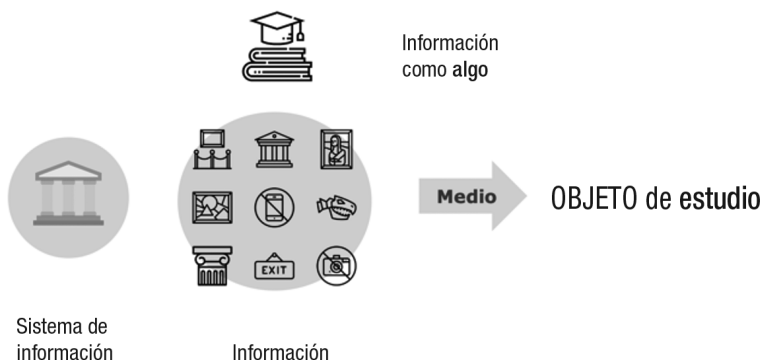 Información
como algo
Medio
OBJETO de estudio
EXIT
Sistema de
información
Información